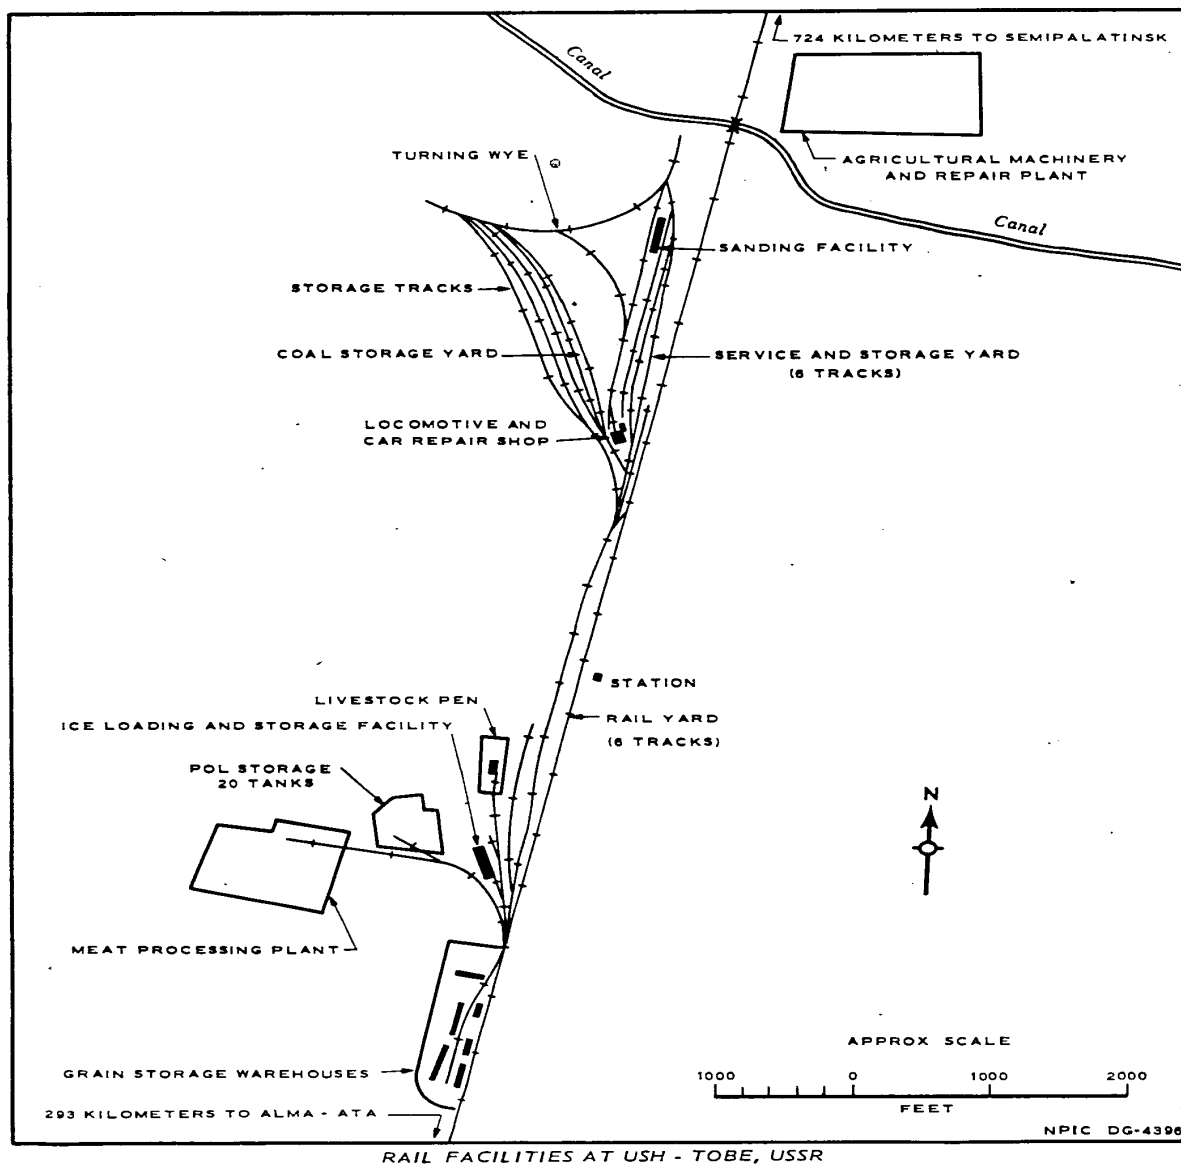 724 KILOMETERS TO SEMIPALATINSK
Canal
TURNING WYE
AGRICULTURAL MACHINERY
AND REPAIR PLANT
Canal
SANDING FACILITY
STORAGE TRACKS
COAL STORAGE YARD
SERVICE AND STORAGE YARD
(6 TRACKS)
LOCOMOTIVE AND
CAR REPAIR SHOP
STATION
LIVESTOCK PEN
RAIL YARD
(6 TRACKS)
ICE LOADING AND STORAGE FACILITY
POL STORAGE
20 TANKS
N
MEAT PROCESSING PLANT
APPROX SCALE
GRAIN STORAGE WAREHOUSES
1000 0 1000 2000
FEET
293 KILOMETERS TO ALMA - ATA
NPIC DG-4396
RAIL FACILITIES AT USH - TOBE, USSR